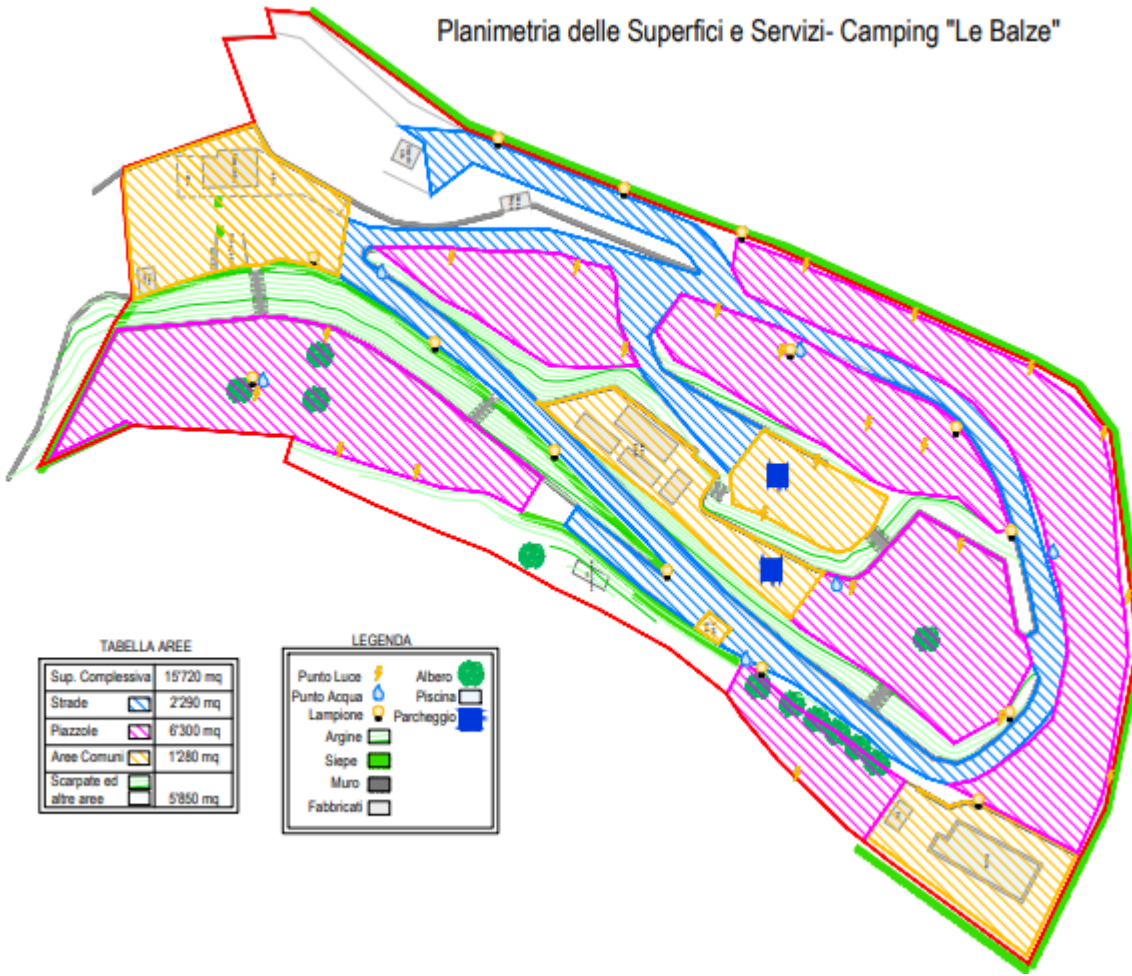 Planimetria delle Superfici e Servizi- Camping "Le Balze"
TABELLA AREE
Sup. Complessiva 15'720 mq
Strade 2'290 mq
Piazzole 6'300 mq
Aree Comuni 1'280 mq
Scarpate ed
altre aree 5'850 mq
LEGENDA
Punto Luce Albero
Punto Acqua Piscina
Lampione Parcheggio
Argine
Siepe
Muro
Fabbricati